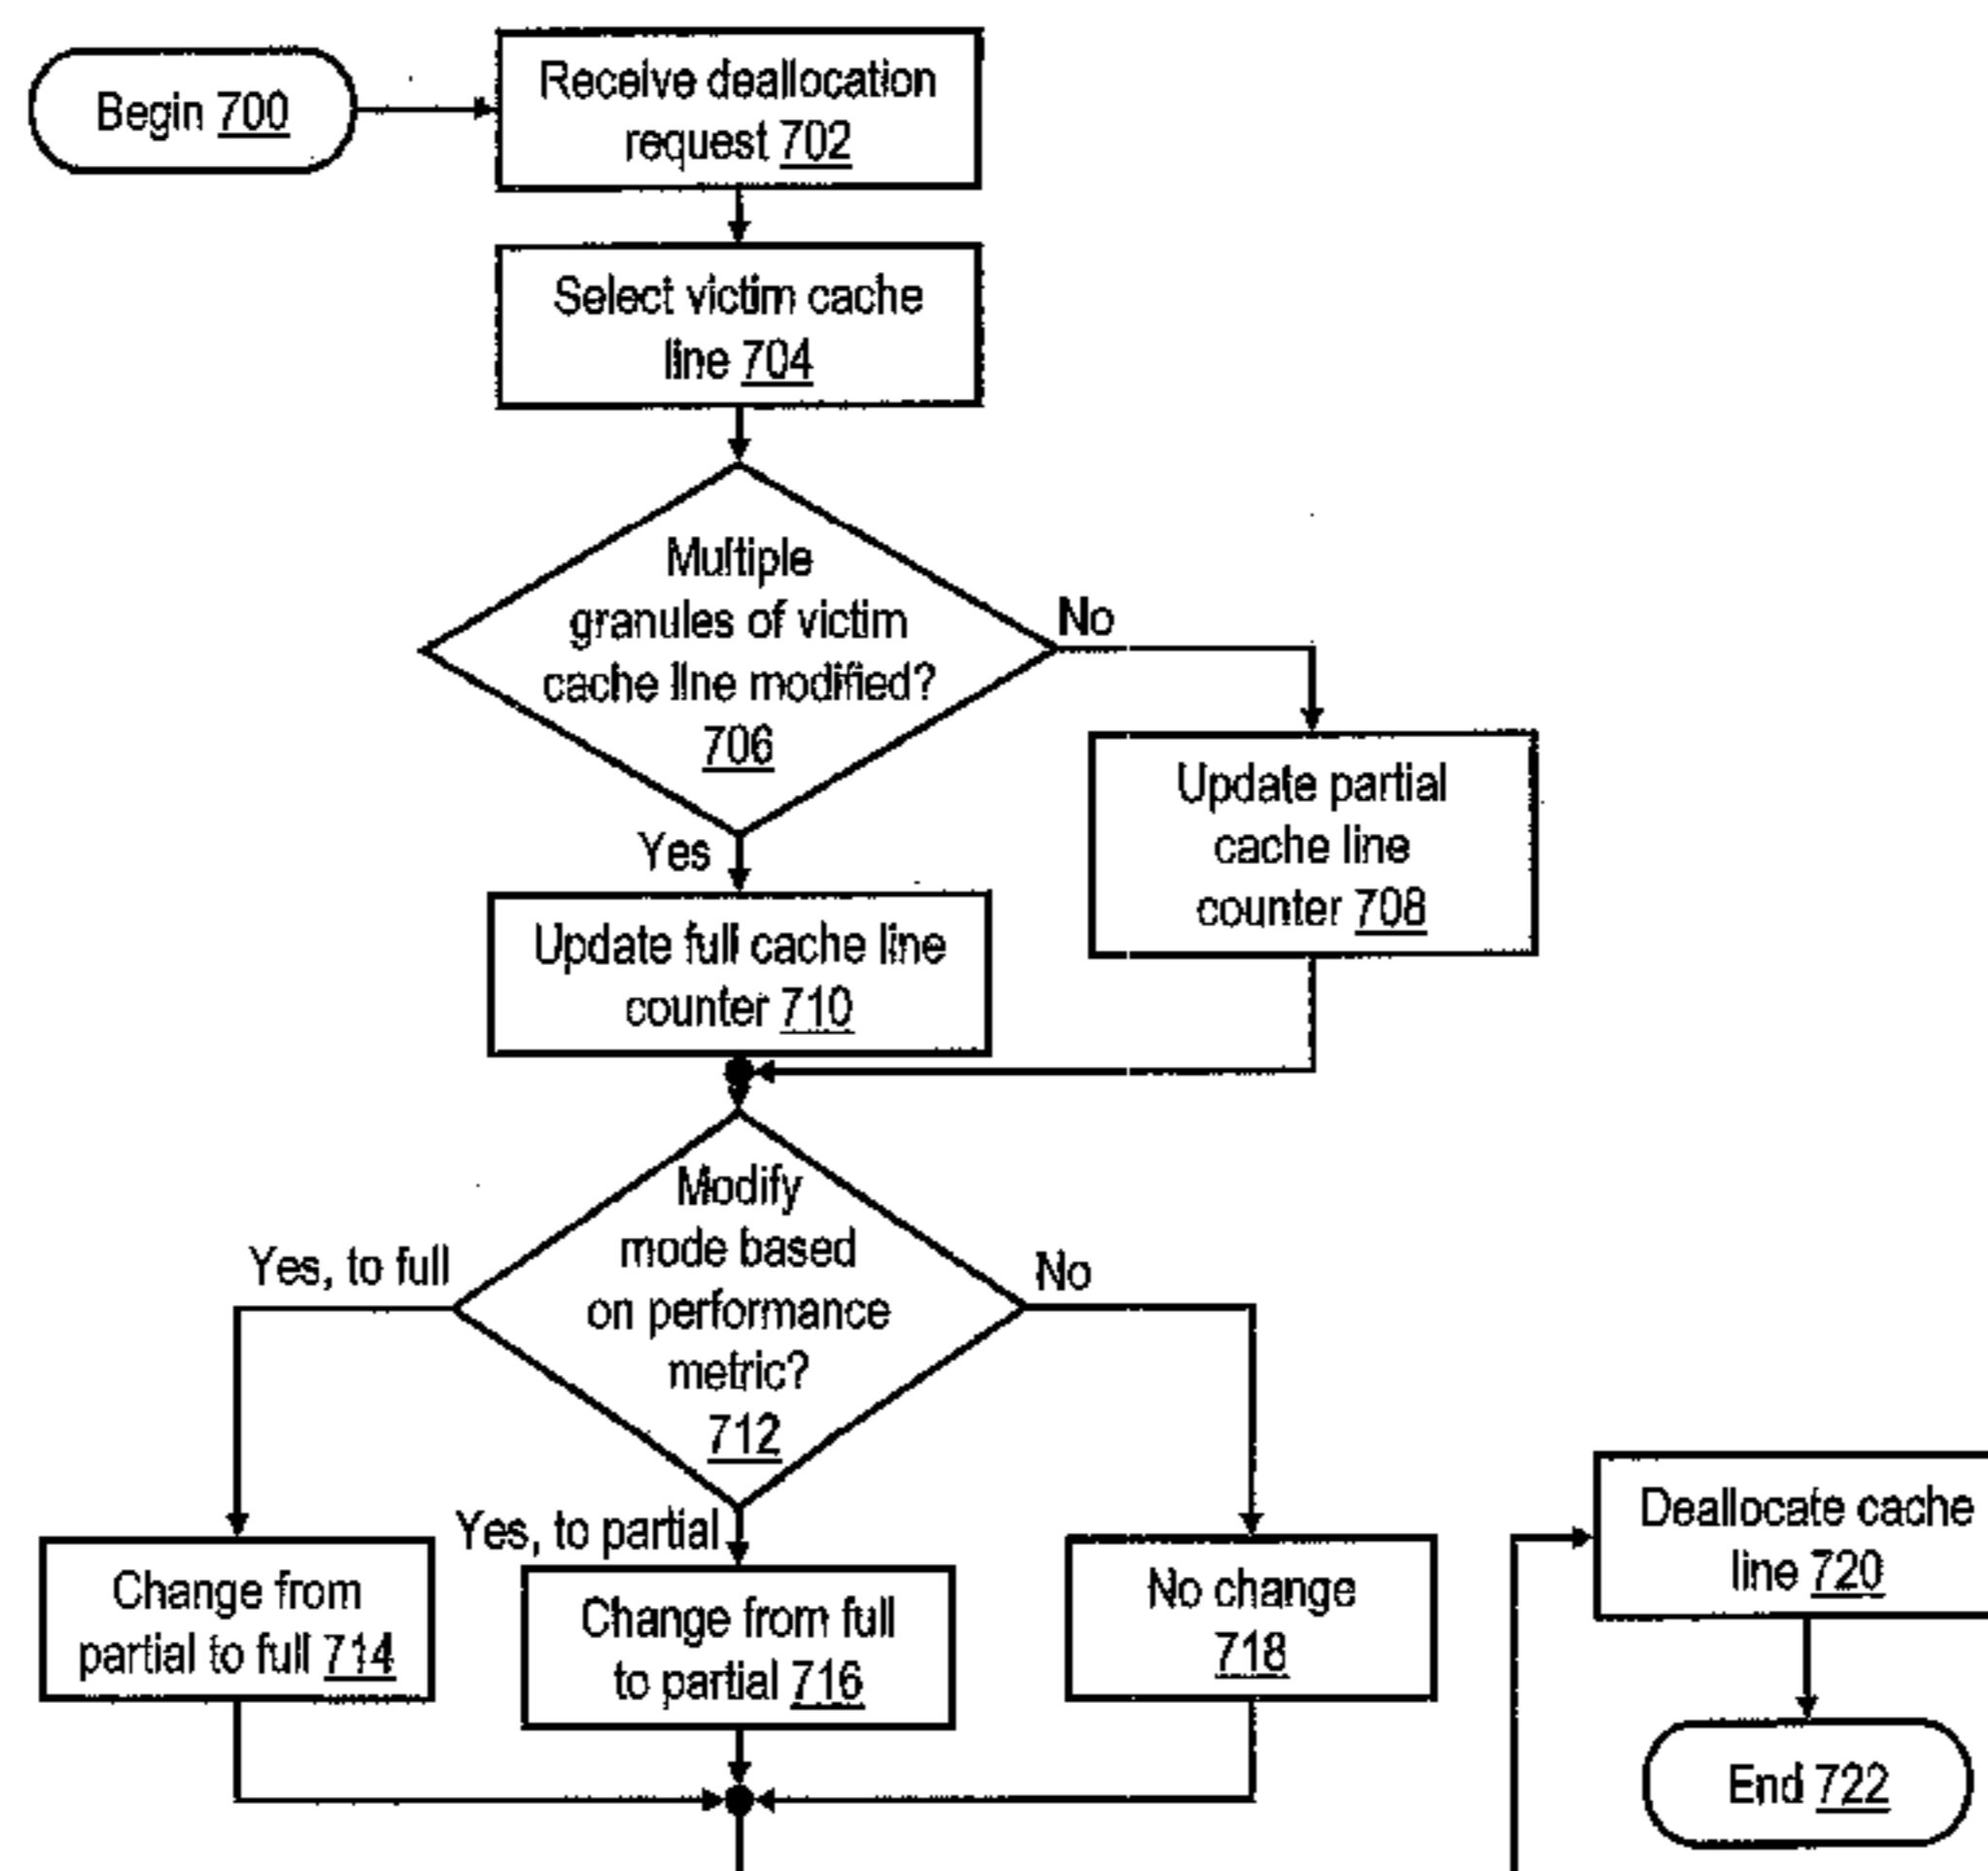 Begin 700
Receive deallocation
request 702
Select victim cache
line 704
Multiple
granules of victim
cache line modified?
706
No
Update partial
cache line
counter 708
Yes
Update full cache line
counter 710
Modify
mode based
on performance
metric?
712
Yes, to full
No
Yes, to partial
Change from
partial to full 714
Change from full
to partial 716
No change
718
Deallocate cache
line 720
End 722